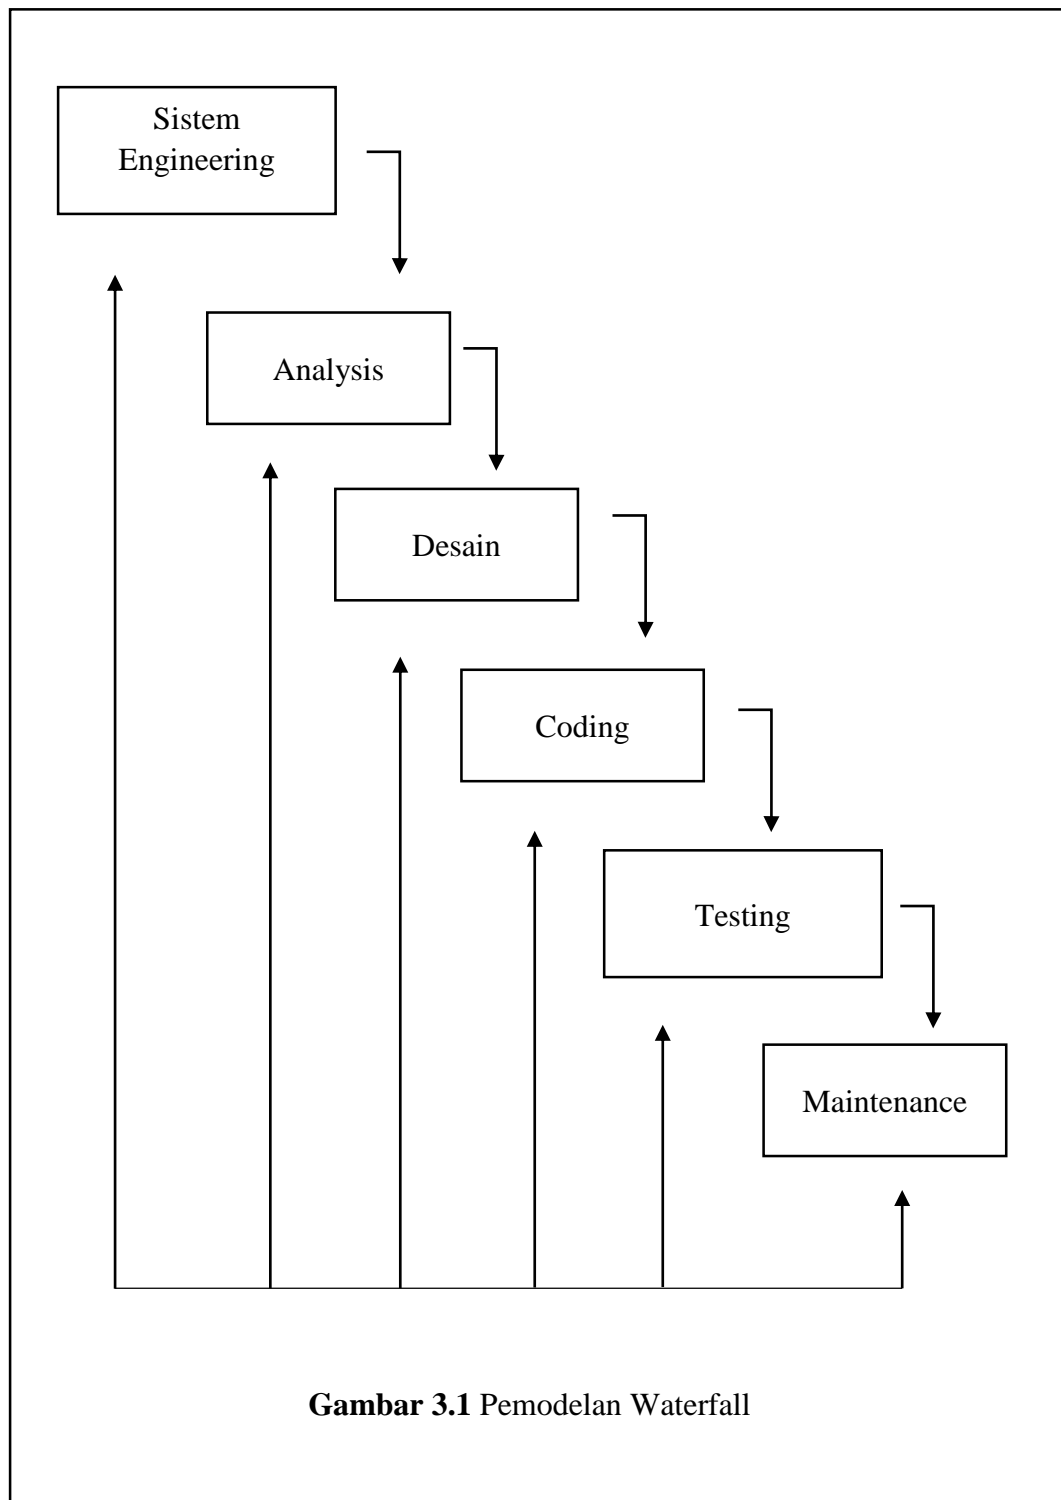 Sistem
Engineering
Analysis
Desain
Coding
Testing
Maintenance
Gambar 3.1 Pemodelan Waterfall